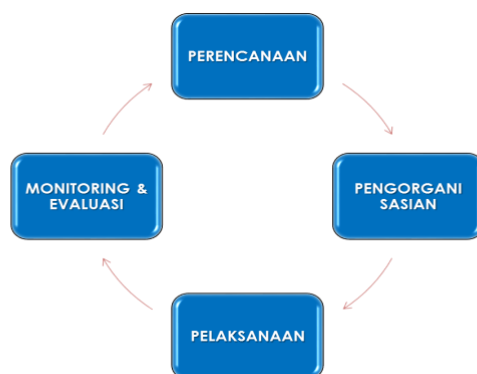 PERENCANAAN
PENGORGANI
SASIAN
PELAKSANAAN
MONITORING &
EVALUASI